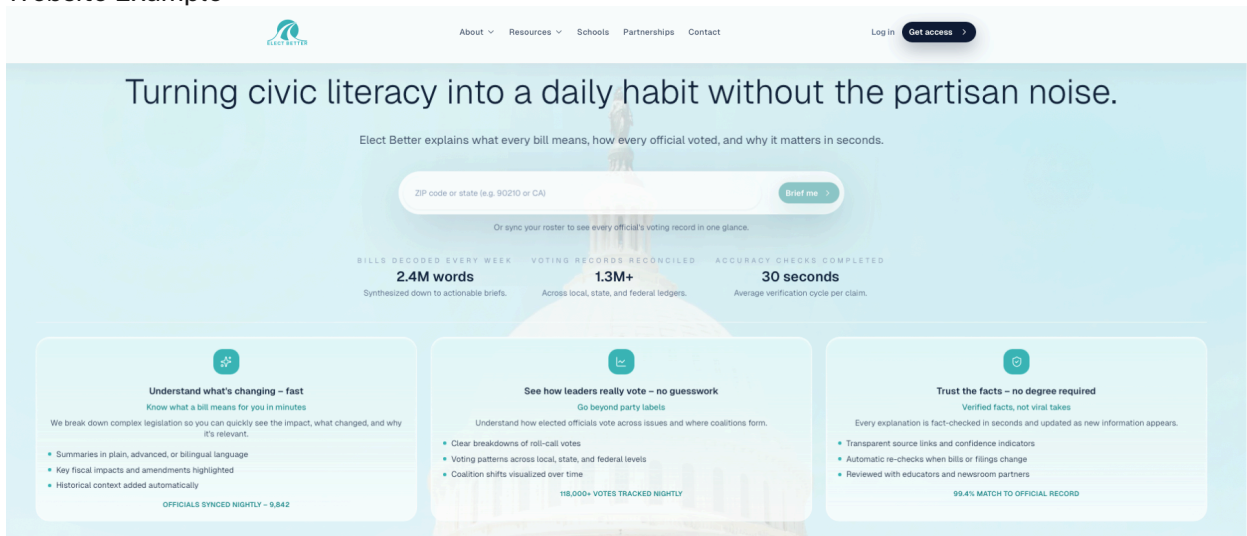 Website Example
ELECT BETTER
About
Resources
Schools
Partnerships
Contact
Log in
Get access
Turning civic literacy into a daily habit without the partisan noise.
Elect Better explains what every bill means, how every official voted, and why it matters in seconds.
ZIP code or state (e.g. 90210 or CA)
Brief me
Or sync your roster to see every official's voting record in one glance.
BILLS DECODED EVERY WEEK
2.4M words
Synthesized down to actionable briefs.
VOTING RECORDS RECONCILED
1.3M+
Across local, state, and federal ledgers.
ACCURACY CHECKS COMPLETED
30 seconds
Average verification cycle per claim.
Understand what's changing – fast
Know what a bill means for you in minutes
We break down complex legislation so you can quickly see the impact, what changed, and why
it's relevant.
Summaries in plain, advanced, or bilingual language
Key fiscal impacts and amendments highlighted
Historical context added automatically
OFFICIALS SYNCED NIGHTLY – 9,842
See how leaders really vote – no guesswork
Go beyond party labels
Understand how elected officials vote across issues and where coalitions form.
Clear breakdowns of roll-call votes
Voting patterns across local, state, and federal levels
Coalition shifts visualized over time
118,000+ VOTES TRACKED NIGHTLY
Trust the facts – no degree required
Verified facts, not viral takes
Every explanation is fact-checked in seconds and updated as new information appears.
Transparent source links and confidence indicators
Automatic re-checks when bills or filings change
Reviewed with educators and newsroom partners
99.4% MATCH TO OFFICIAL RECORD